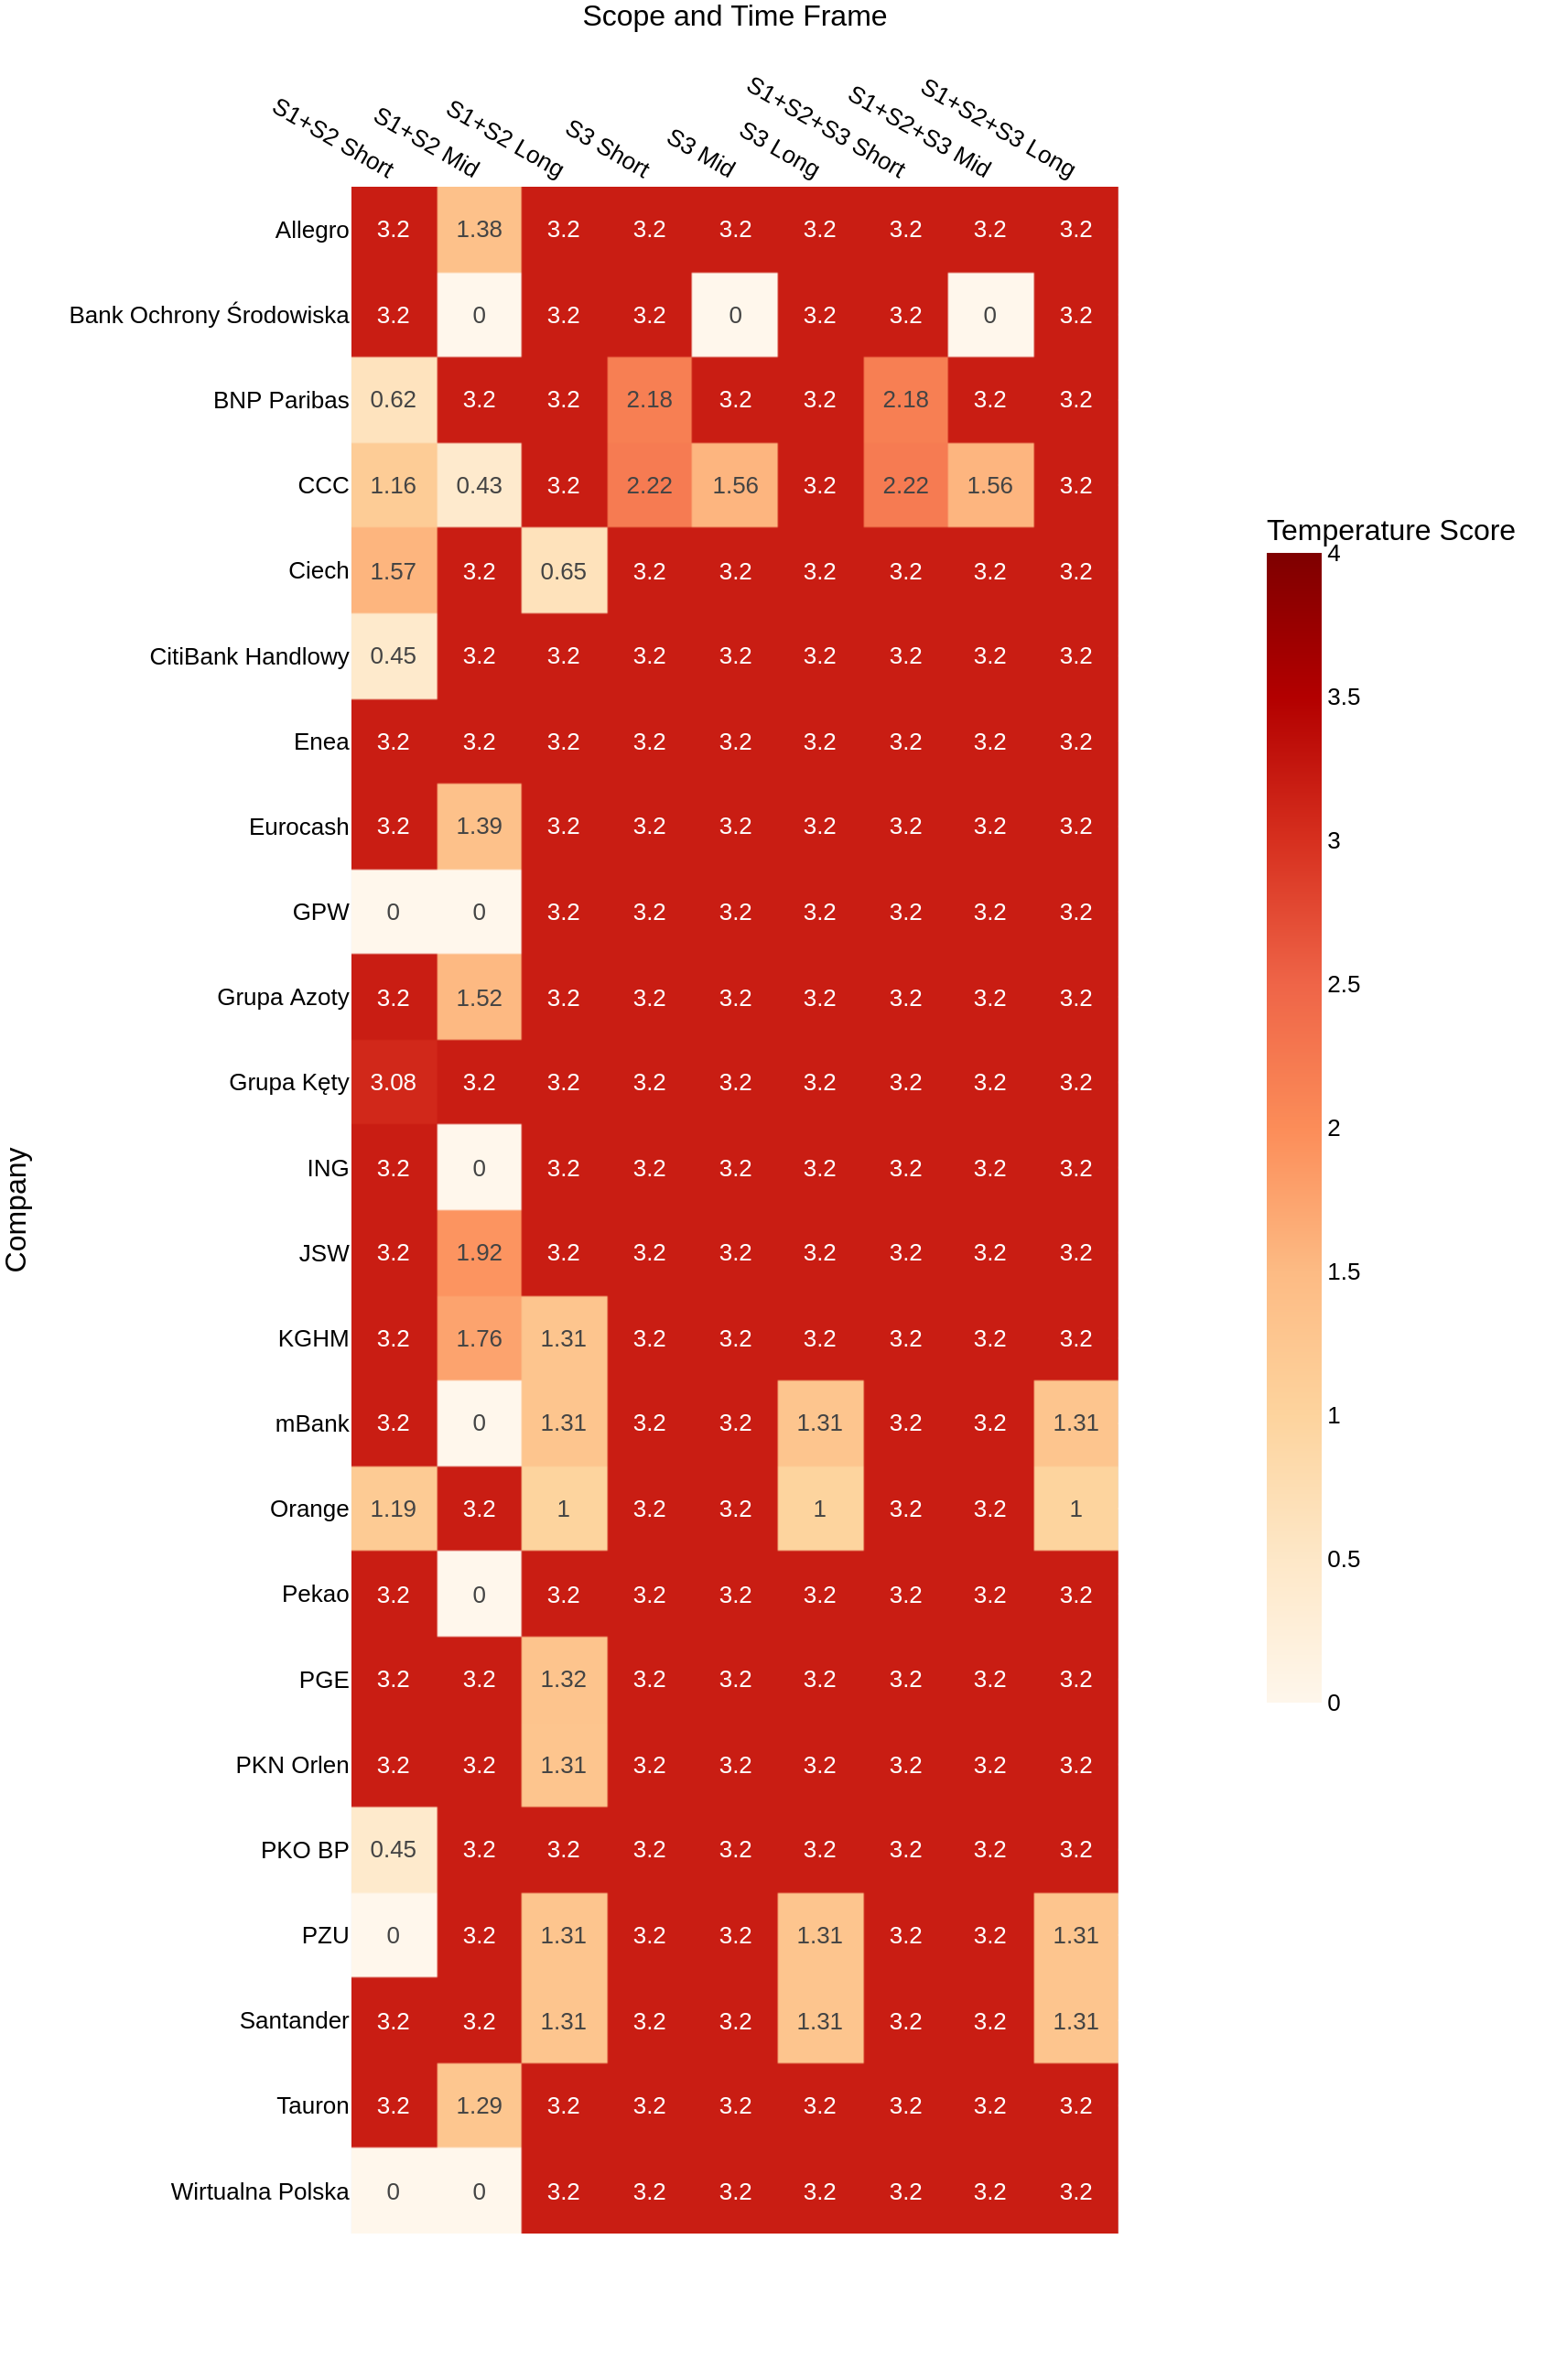 Scope and Time Frame
S1+S2 Short
S1+S2 Mid
S1+S2 Long
S3 Short
S3 Mid
S3 Long
S1+S2+S3 Short
S1+S2+S3 Mid
S1+S2+S3 Long
Allegro 3.2 1.38 3.2 3.2 3.2 3.2 3.2 3.2 3.2
Bank Ochrony Środowiska 3.2 0 3.2 3.2 0 3.2 3.2 0 3.2
BNP Paribas 0.62 3.2 3.2 2.18 3.2 3.2 2.18 3.2 3.2
CCC 1.16 0.43 3.2 2.22 1.56 3.2 2.22 1.56 3.2
Ciech 1.57 3.2 0.65 3.2 3.2 3.2 3.2 3.2 3.2
CitiBank Handlowy 0.45 3.2 3.2 3.2 3.2 3.2 3.2 3.2 3.2
Enea 3.2 3.2 3.2 3.2 3.2 3.2 3.2 3.2 3.2
Eurocash 3.2 1.39 3.2 3.2 3.2 3.2 3.2 3.2 3.2
GPW 0 0 3.2 3.2 3.2 3.2 3.2 3.2 3.2
Grupa Azoty 3.2 1.52 3.2 3.2 3.2 3.2 3.2 3.2 3.2
Grupa Kęty 3.08 3.2 3.2 3.2 3.2 3.2 3.2 3.2 3.2
ING 3.2 0 3.2 3.2 3.2 3.2 3.2 3.2 3.2
JSW 3.2 1.92 3.2 3.2 3.2 3.2 3.2 3.2 3.2
KGHM 3.2 1.76 1.31 3.2 3.2 3.2 3.2 3.2 3.2
mBank 3.2 0 1.31 3.2 3.2 1.31 3.2 3.2 1.31
Orange 1.19 3.2 1 3.2 3.2 1 3.2 3.2 1
Pekao 3.2 0 3.2 3.2 3.2 3.2 3.2 3.2 3.2
PGE 3.2 3.2 1.32 3.2 3.2 3.2 3.2 3.2 3.2
PKN Orlen 3.2 3.2 1.31 3.2 3.2 3.2 3.2 3.2 3.2
PKO BP 0.45 3.2 3.2 3.2 3.2 3.2 3.2 3.2 3.2
PZU 0 3.2 1.31 3.2 3.2 1.31 3.2 3.2 1.31
Santander 3.2 3.2 1.31 3.2 3.2 1.31 3.2 3.2 1.31
Tauron 3.2 1.29 3.2 3.2 3.2 3.2 3.2 3.2 3.2
Wirtualna Polska 0 0 3.2 3.2 3.2 3.2 3.2 3.2 3.2
Company
Temperature Score
4
3.5
3
2.5
2
1.5
1
0.5
0